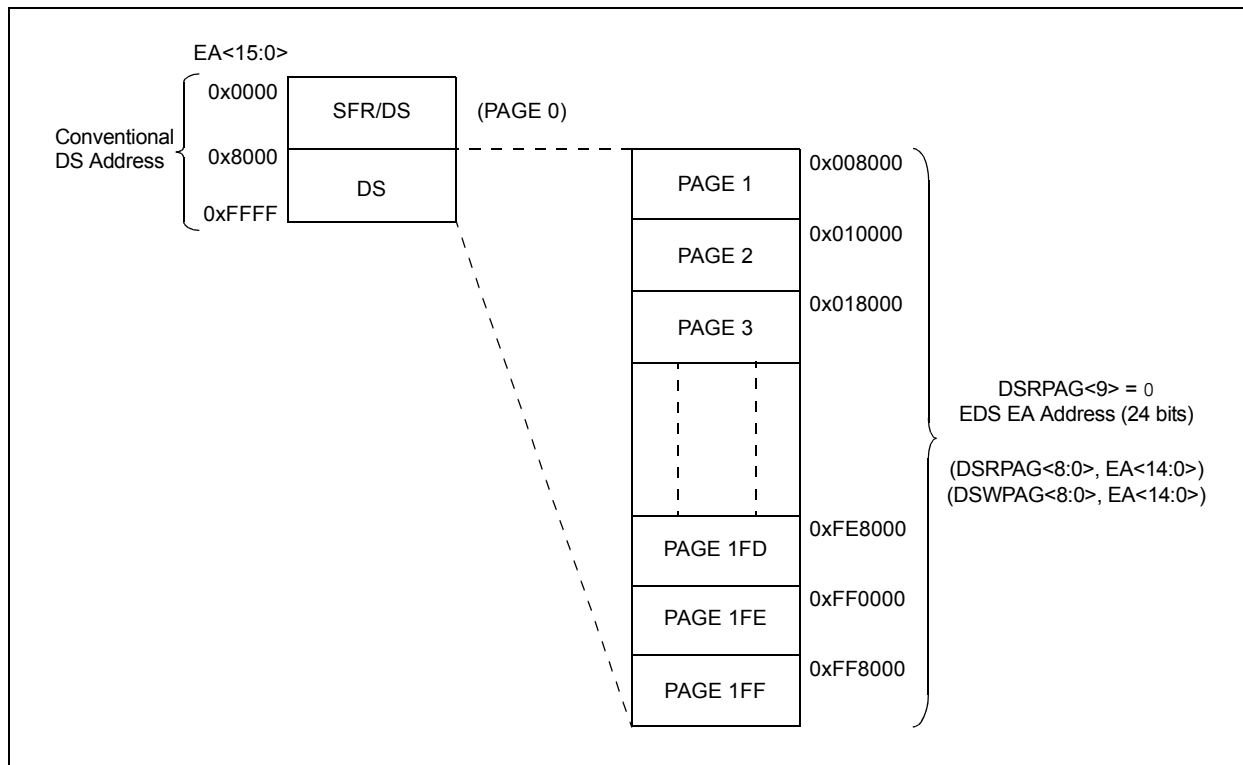 EA<15:0>
0x0000
SFR/DS
(PAGE 0)
Conventional
DS Address
0x8000
DS
0xFFFF
PAGE 1
0x008000
PAGE 2
0x010000
PAGE 3
0x018000
DSRPAG<9> = 0
EDS EA Address (24 bits)
(DSRPAG<8:0>, EA<14:0>)
(DSWPAG<8:0>, EA<14:0>)
PAGE 1FD
0xFE8000
PAGE 1FE
0xFF0000
PAGE 1FF
0xFF8000